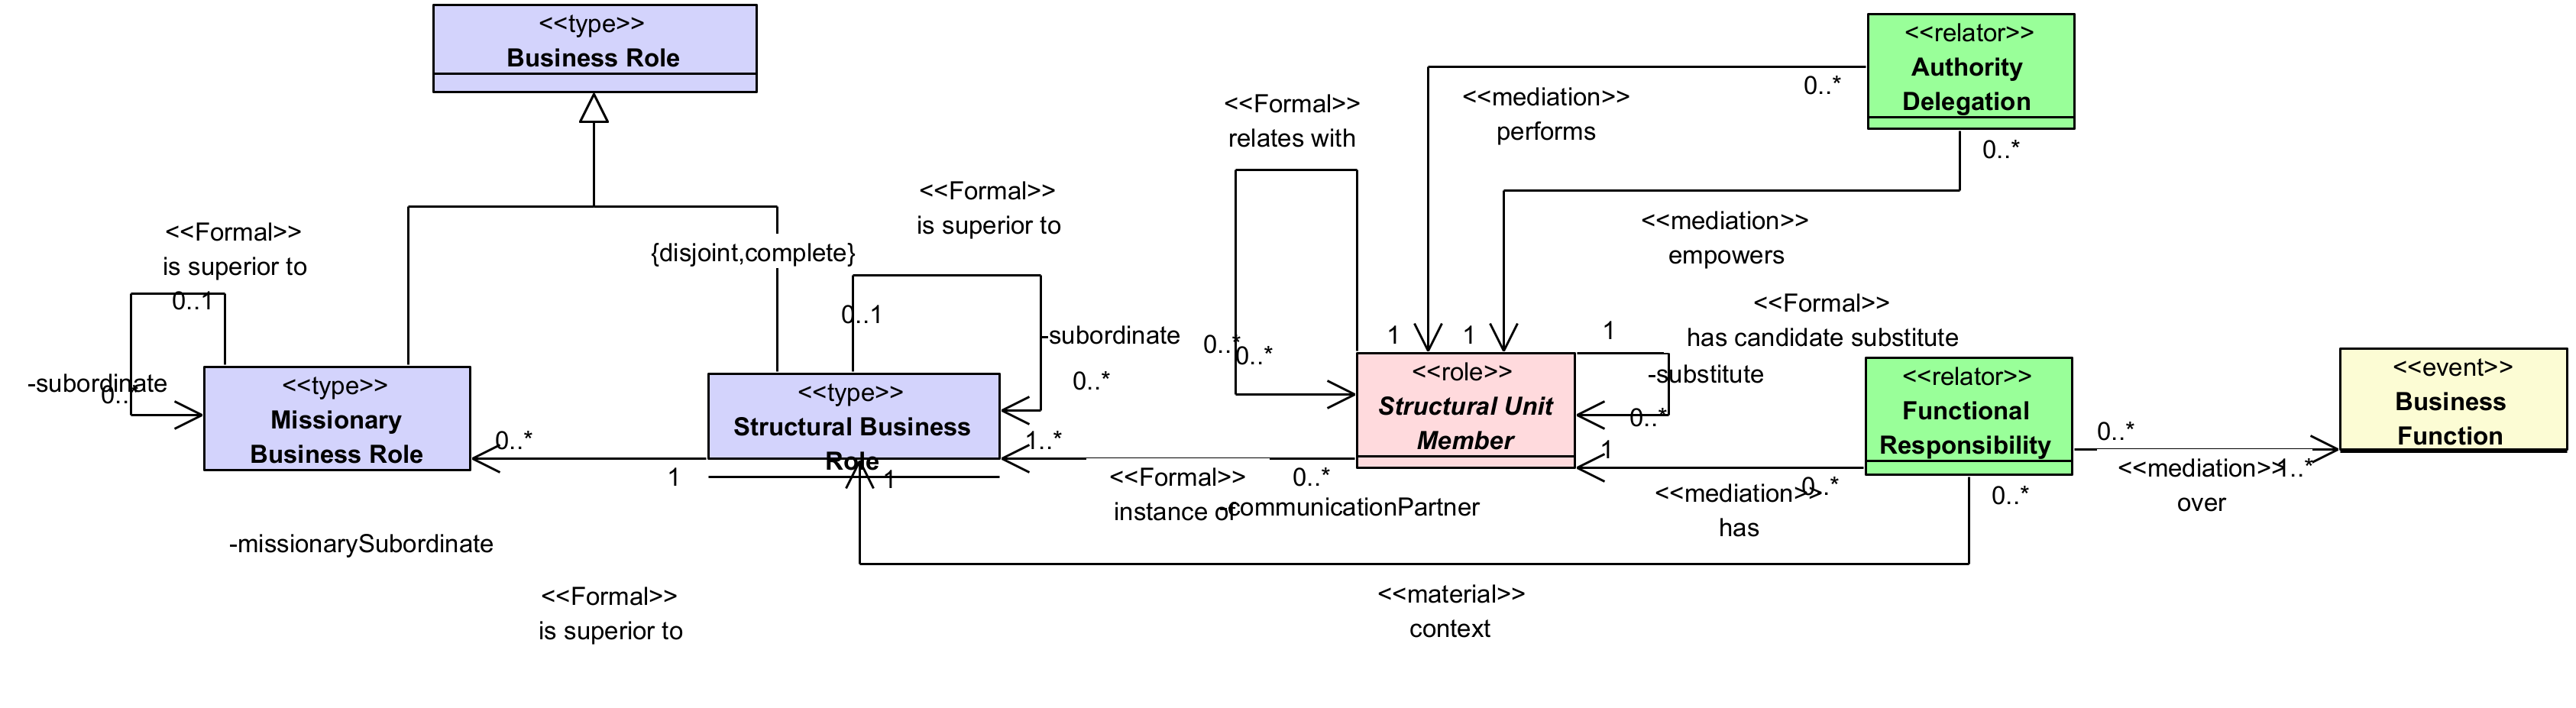 <<type>>
Business Role
<<relator>>
Authority
Delegation
0..*
<<mediation>>
performs
<<Formal>>
relates with
0..*
<<Formal>>
is superior to
<<mediation>>
empowers
<<Formal>>
is superior to
{disjoint,complete}
0..1
0..1
-subordinate
0..*
-subordinate
0..*
0..*
0..*
1
1
1
<<Formal>>
has candidate substitute
-substitute
0..*
<<type>>
Missionary
Business Role
<<type>>
Structural Business
Role
<<role>>
Structural Unit
Member
<<relator>>
Functional
Responsibility
<<event>>
Business
Function
0..*
1
1..*
0..*
<<Formal>>
instance of
-communicationPartner
1
1
<<mediation>>
has
0..*
0..*
0..*
<<mediation>>
over
1..*
-missionarySubordinate
<<Formal>>
is superior to
<<material>>
context